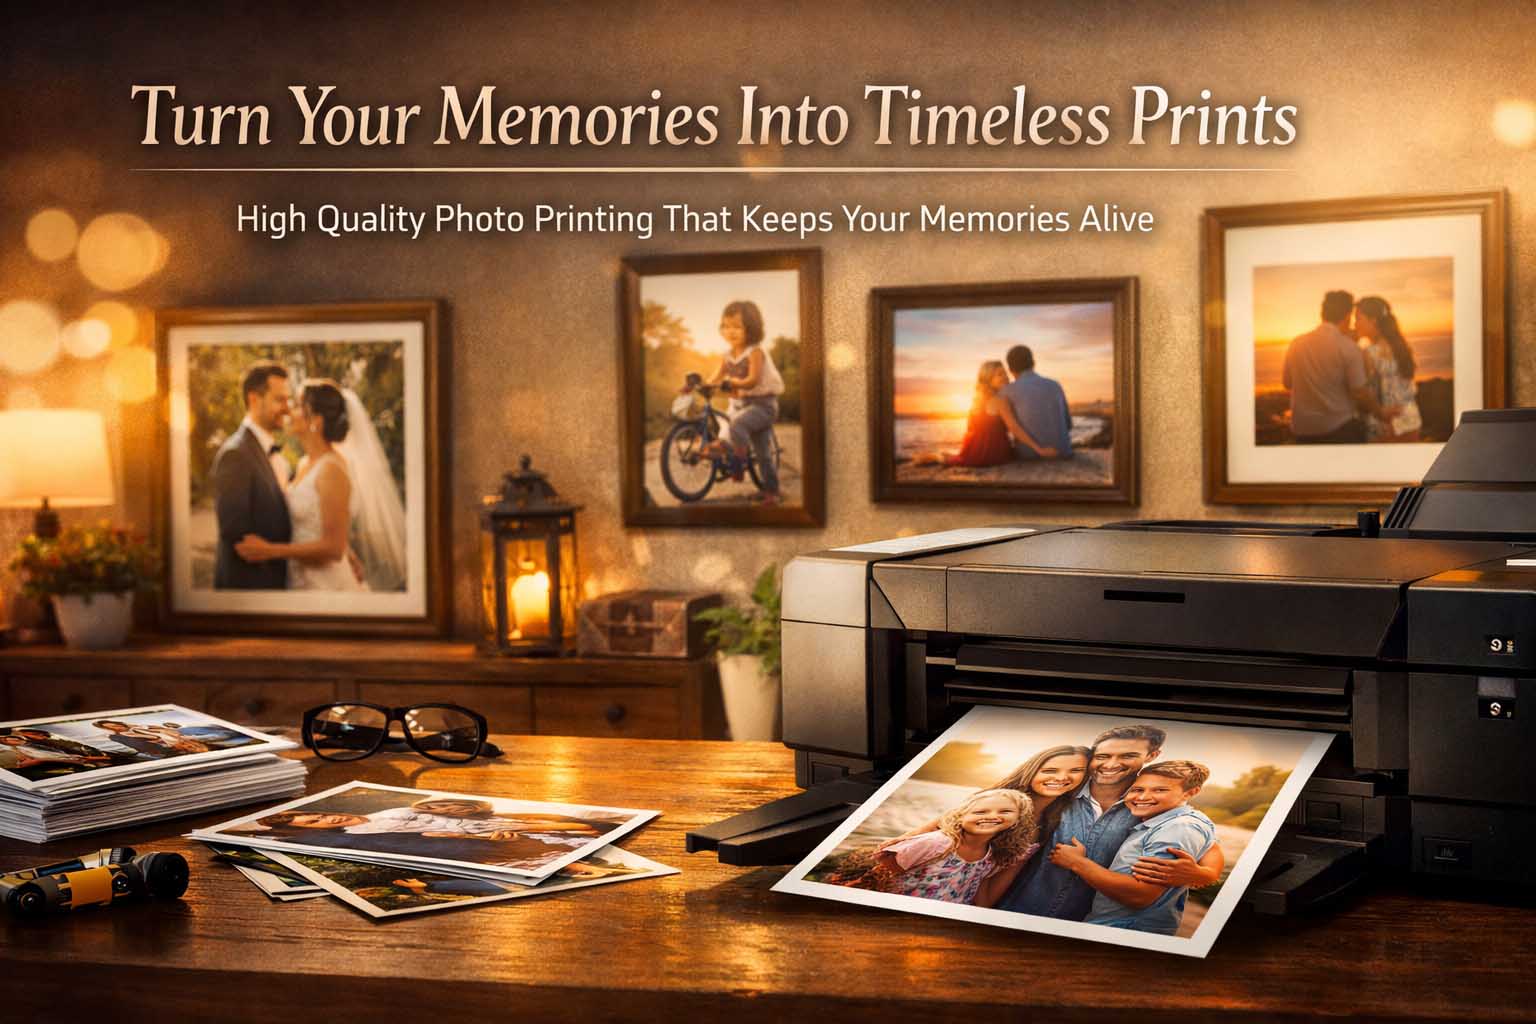 Turn Your Memories Into Timeless Prints
High Quality Photo Printing That Keeps Your Memories Alive